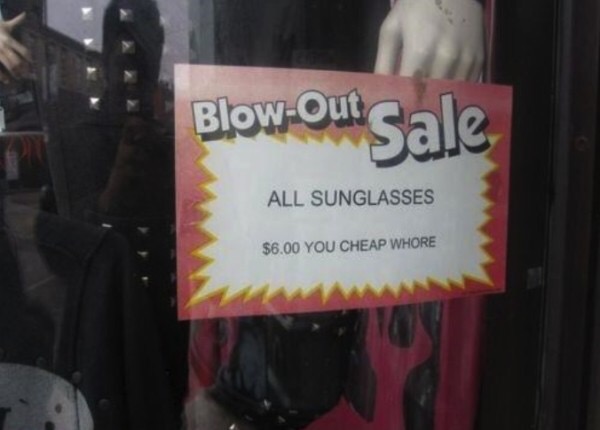 Blow-Out Sale
ALL SUNGLASSES
$6.00 YOU CHEAP WHORE